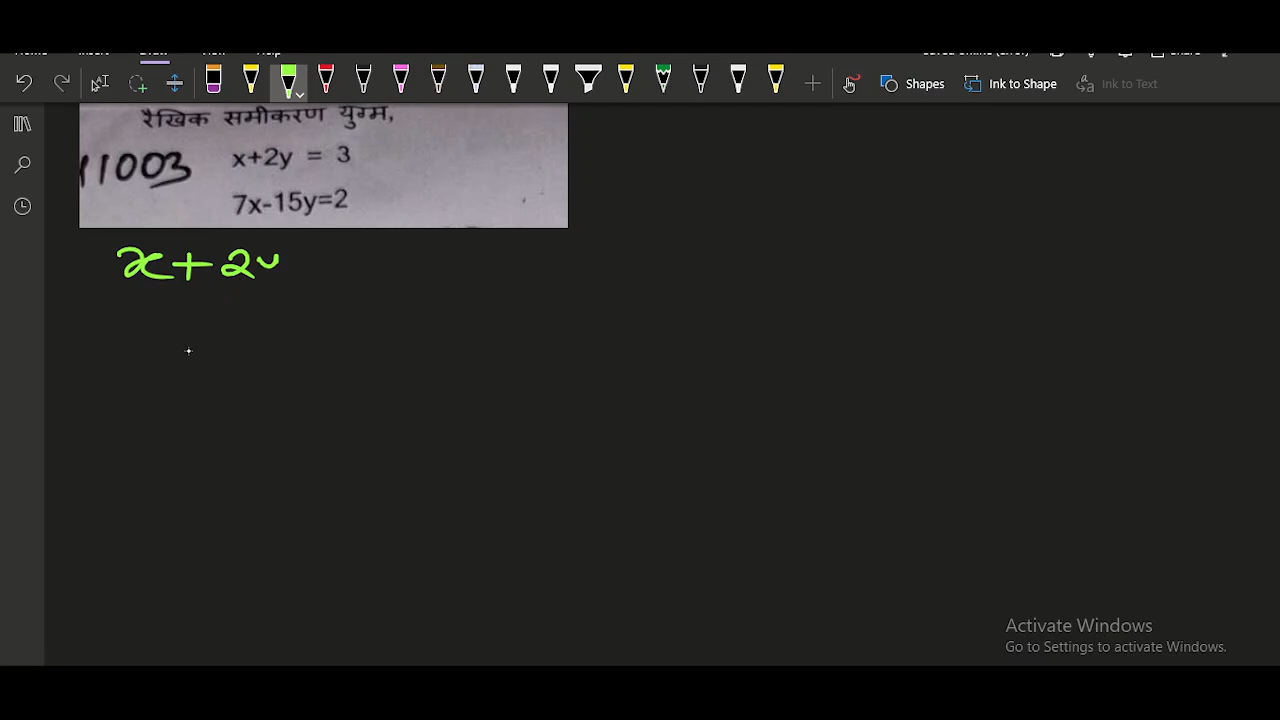 Shapes Ink to Shape Ink to Text
रैखिक समीकरण युग्म,
11003 x+2y = 3
7x-15y=2
x+2y
Activate Windows
Go to Settings to activate Windows.